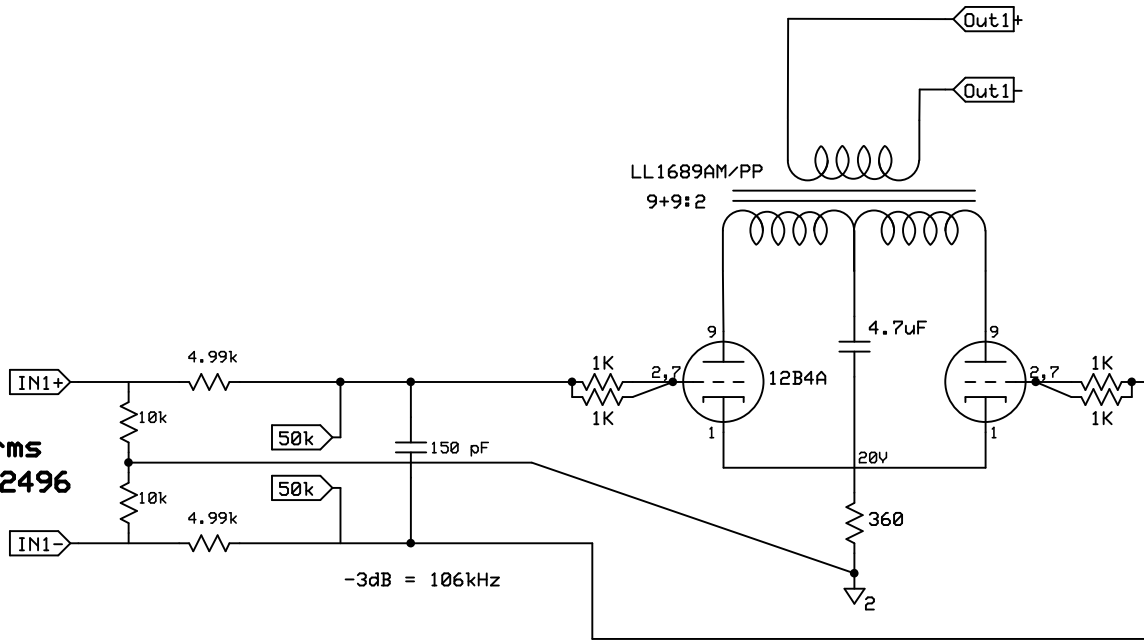 Out1+
Out1-
LL1689AM/PP
9+9:2
4.7uF
9
9
4.99k
1K
2,7
12B4A
2,7
1K
IN1+
10k
1K
1K
50k
150 pF
1
1
rms
20V
2496
50k
10k
4.99k
360
IN1-
-3dB = 106kHz
2